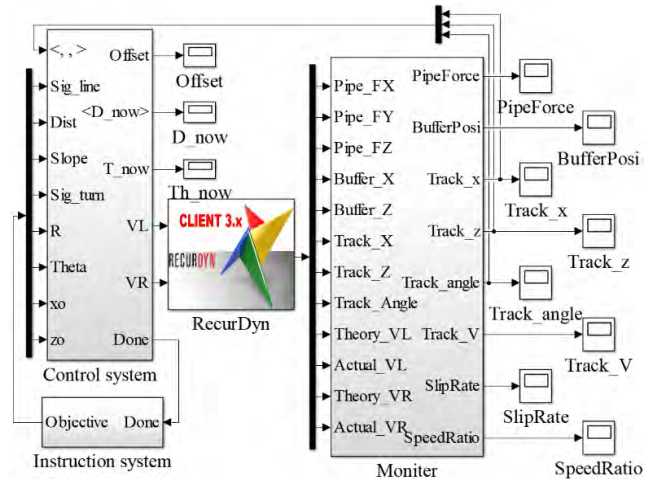 <, , >
Sig_line
Dist
Slope
Sig_turn
R
Theta
xo
zo
Offset
<D_now>
T_now
VL
VR
Done
Control system
Objective
Done
Instruction system
Offset
D_now
Th_now
CLIENT 3.x
RECURDYN
RecurDyn
Pipe_FX
Pipe_FY
Pipe_FZ
Buffer_X
Buffer_Z
Track_X
Track_Z
Track_Angle
Theory_VL
Actual_VL
Theory_VR
Actual_VR
PipeForce
BufferPosi
Track_x
Track_z
Track_angle
Track_V
SlipRate
SpeedRatio
Moniter
PipeForce
BufferPosi
Track_x
Track_z
Track_angle
Track_V
SlipRate
SpeedRatio